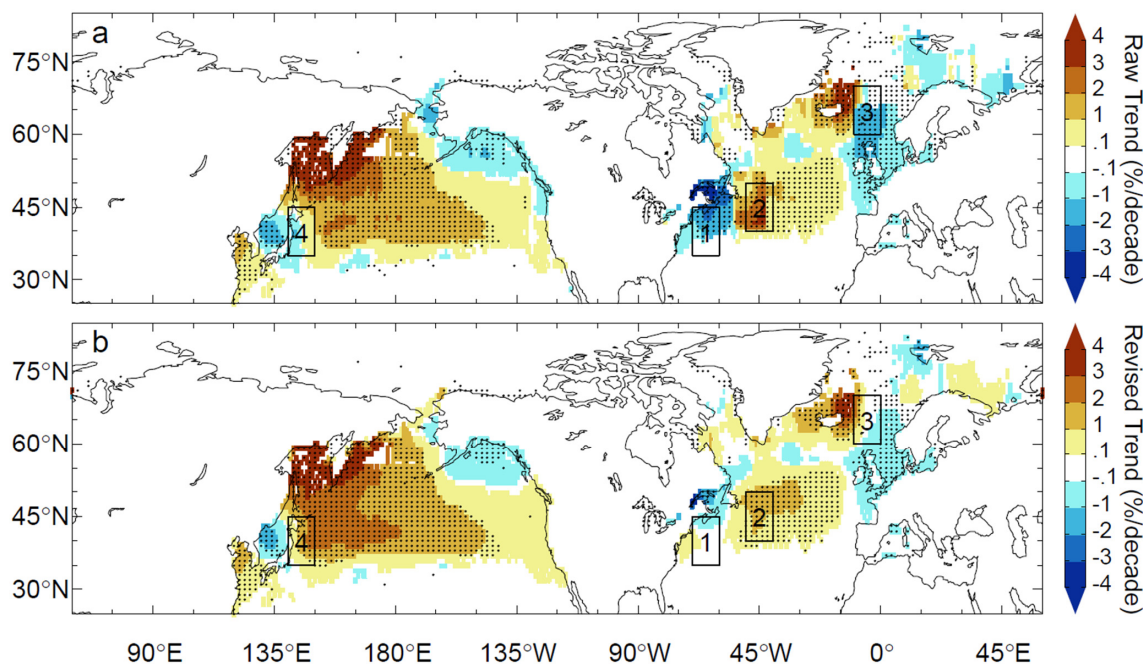 a
75°N
60°N
45°N
30°N
1
2
3
4
4
3
2
1
.1
-.1
-1
-2
-3
-4
Raw Trend (%/decade)
b
75°N
60°N
45°N
30°N
1
2
3
4
4
3
2
1
.1
-.1
-1
-2
-3
-4
Revised Trend (%/decade)
90°E 135°E 180°E 135°W 90°W 45°W 0° 45°E